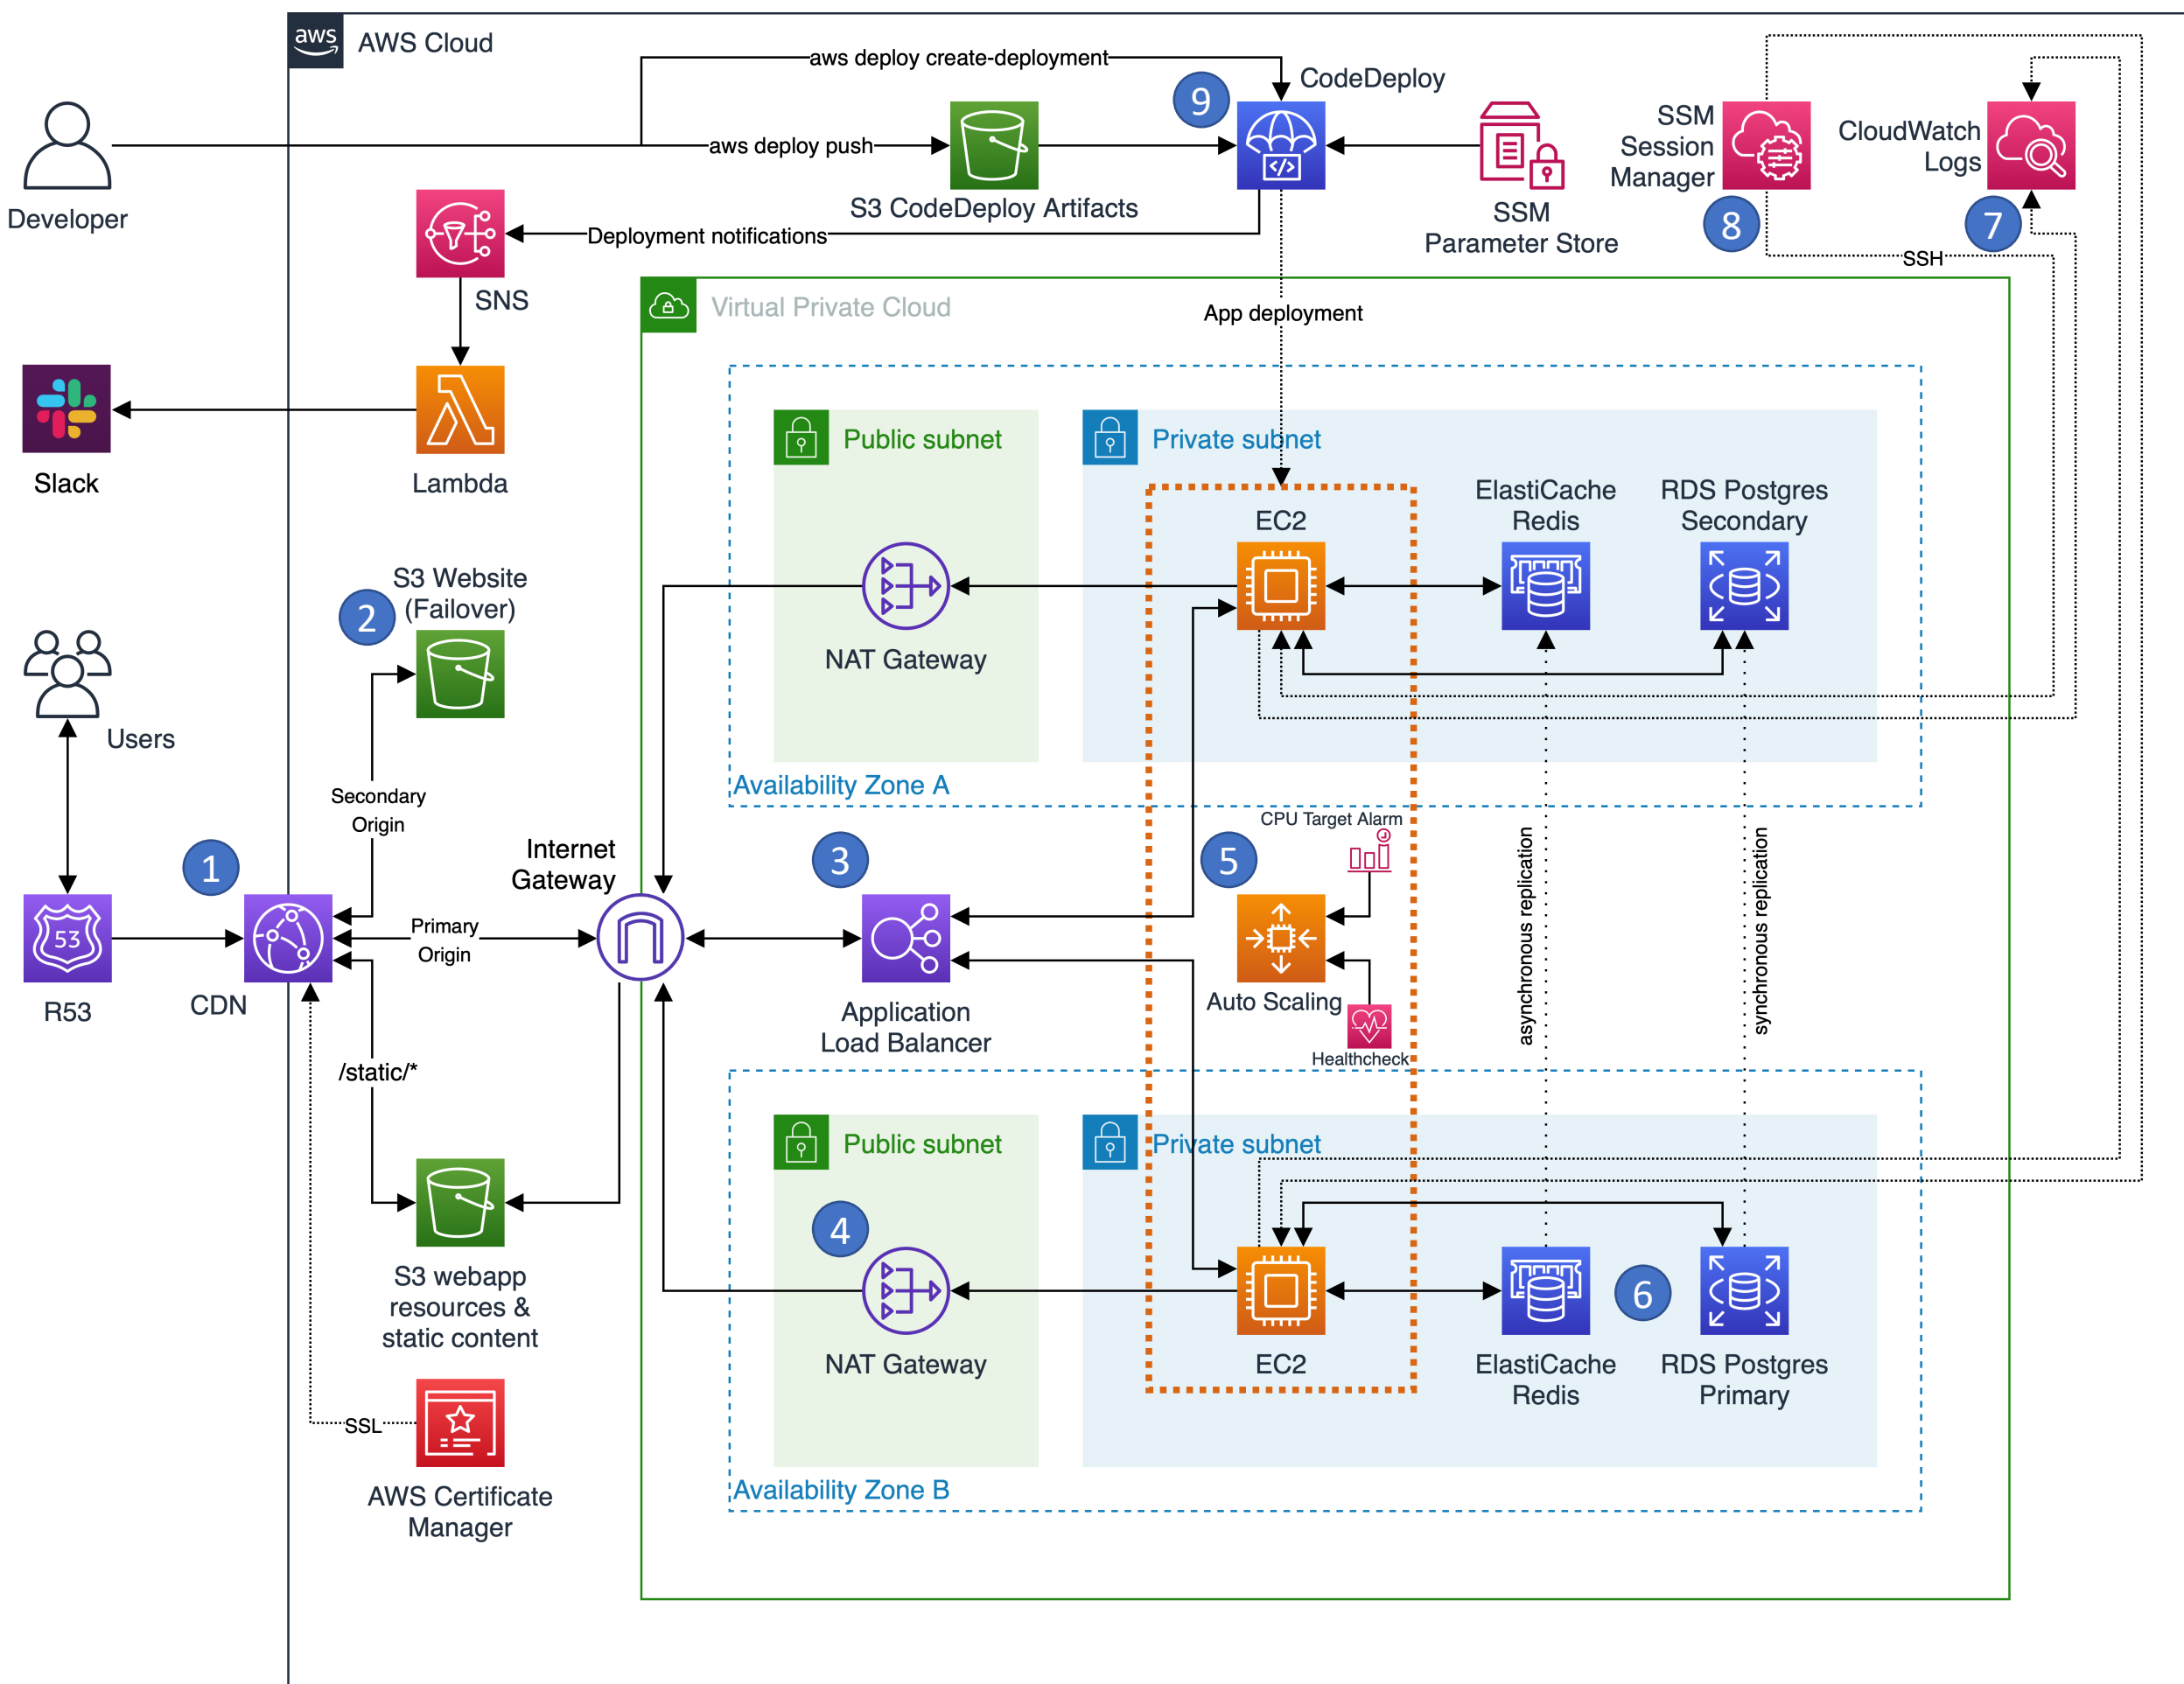 aws
AWS Cloud
aws deploy create-deployment
9
CodeDeploy
Developer
aws deploy push
S3 CodeDeploy Artifacts
</>
SSM
Parameter Store
SSM
Session
Manager
8
CloudWatch
Logs
7
SSH
SNS
Deployment notifications
Virtual Private Cloud
App deployment
Slack
Lambda
Public subnet
Private subnet
EC2
ElastiCache
Redis
RDS Postgres
Secondary
NAT Gateway
Availability Zone A
2
S3 Website
(Failover)
Users
Secondary
Origin
1
53
R53
CDN
Primary
Origin
Internet
Gateway
3
Application
Load Balancer
5
CPU Target Alarm
Auto Scaling
Healthcheck
asynchronous replication
synchronous replication
/static/*
S3 webapp
resources &
static content
SSL
AWS Certificate
Manager
Public subnet
Private subnet
4
NAT Gateway
EC2
ElastiCache
Redis
6
RDS Postgres
Primary
Availability Zone B